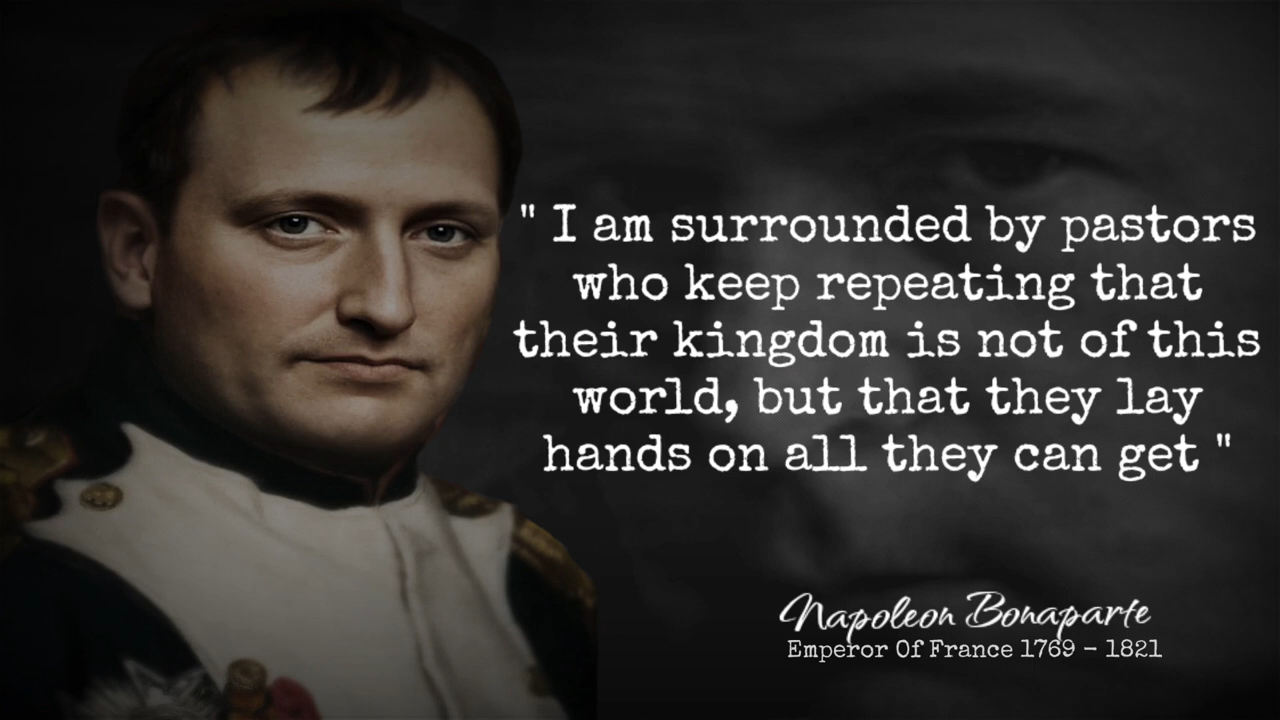 " I am surrounded by pastors
who keep repeating that
their kingdom is not of this
world, but that they lay
hands on all they can get "
Napoleon Bonaparte
Emperor Of France 1769 - 1821